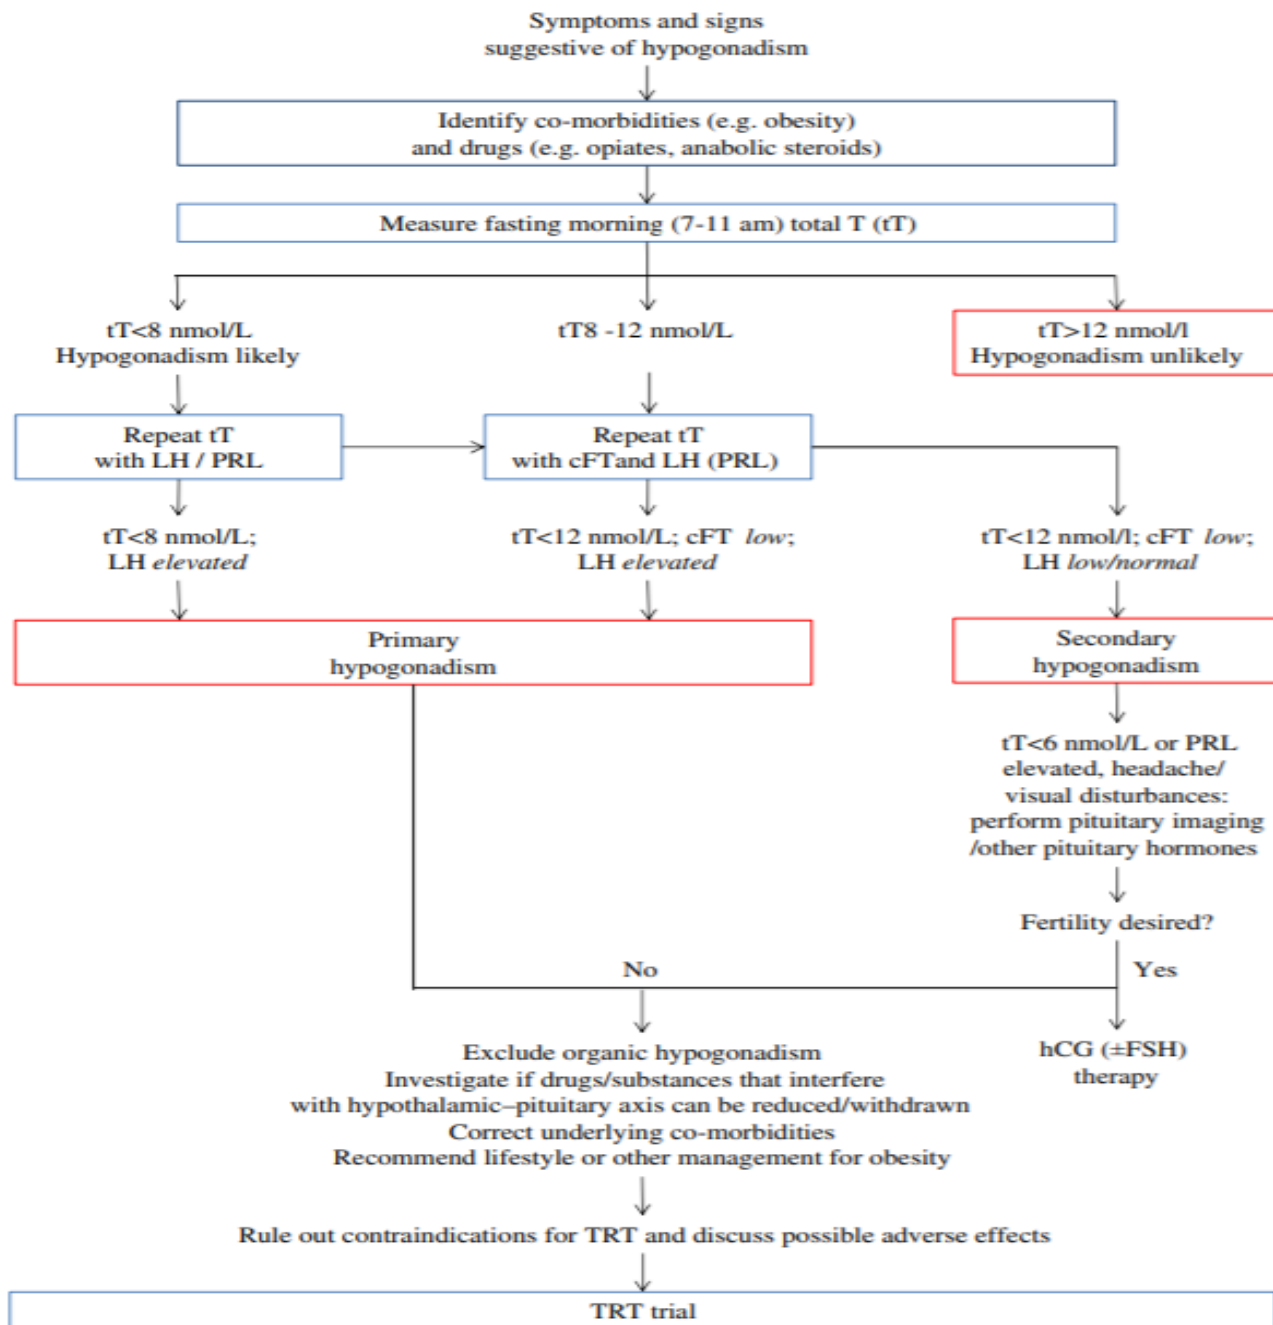 Symptoms and signs
suggestive of hypogonadism
Identify co-morbidities (e.g. obesity)
and drugs (e.g. opiates, anabolic steroids)
Measure fasting morning (7-11 am) total T (tT)
tT<8 nmol/L
Hypogonadism likely
tT8 -12 nmol/L
tT>12 nmol/l
Hypogonadism unlikely
Repeat tT
with LH / PRL
Repeat tT
with cFTand LH (PRL)
tT<8 nmol/L;
LH elevated
tT<12 nmol/L; cFT low;
LH elevated
tT<12 nmol/l; cFT low;
LH low/normal
Primary
hypogonadism
Secondary
hypogonadism
tT<6 nmol/L or PRL
elevated, headache/
visual disturbances:
perform pituitary imaging
/other pituitary hormones
Fertility desired?
No
Yes
Exclude organic hypogonadism
Investigate if drugs/substances that interfere
with hypothalamic–pituitary axis can be reduced/withdrawn
Correct underlying co-morbidities
Recommend lifestyle or other management for obesity
hCG (±FSH)
therapy
Rule out contraindications for TRT and discuss possible adverse effects
TRT trial